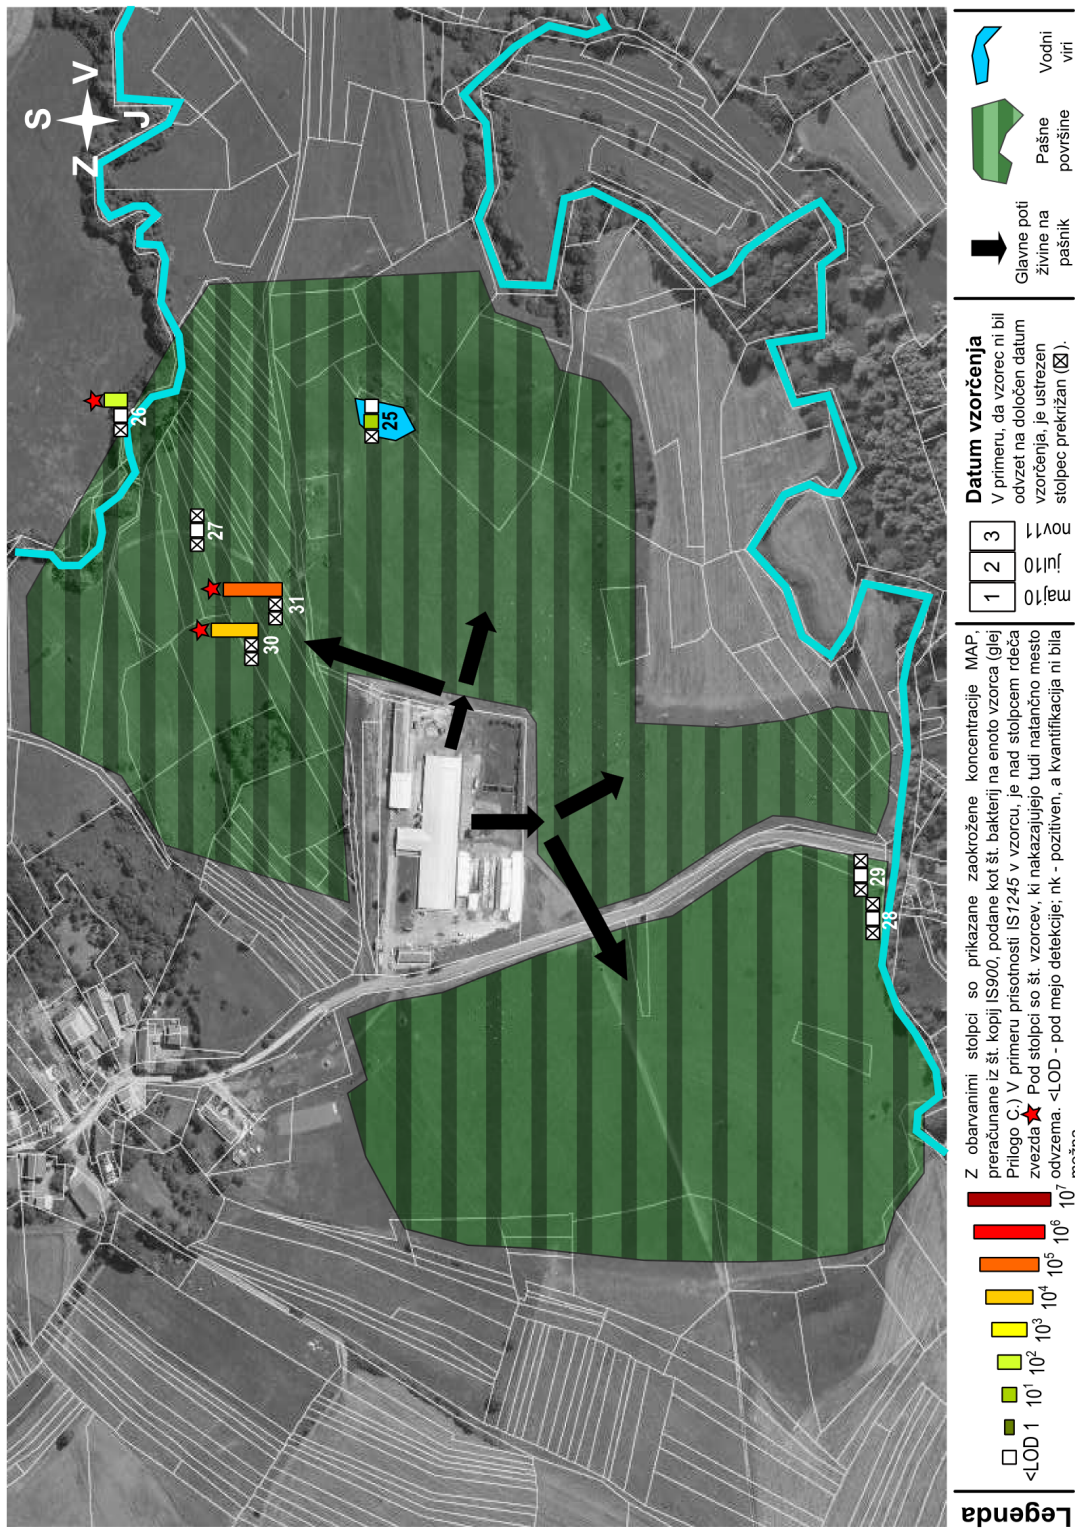 S
Z
V
J
26
25
27
31
30
29
28
Legenda
<LOD
1
10¹
10²
10³
10⁴
10⁵
10⁶
10⁷
Z obarvanimi stolpci so prikazane zaokrožene koncentracije MAP,
preračunane iz št. kopij IS900, podane kot št. bakterij na enoto vzorca (glej
Prilogo C.) V primeru prisotnosti IS1245 v vzorcu, je nad stolpcem rdeča
zvezda Pod stolpci so št. vzorcev, ki nakazajujejo tudi natančno mesto
odvzema. <LOD - pod mejo detekcije; nk - pozitiven, a kvantifikacija ni bila
1
2
3
maj10
jul10
nov11
Datum vzorčenja
V primeru, da vzorec ni bil
odvzet na določen datum
vzorčenja, je ustrezen
stolpec prekrižan ( ).
Glavne poti
živine na
pašnik
Pašne
površine
Vodni
viri